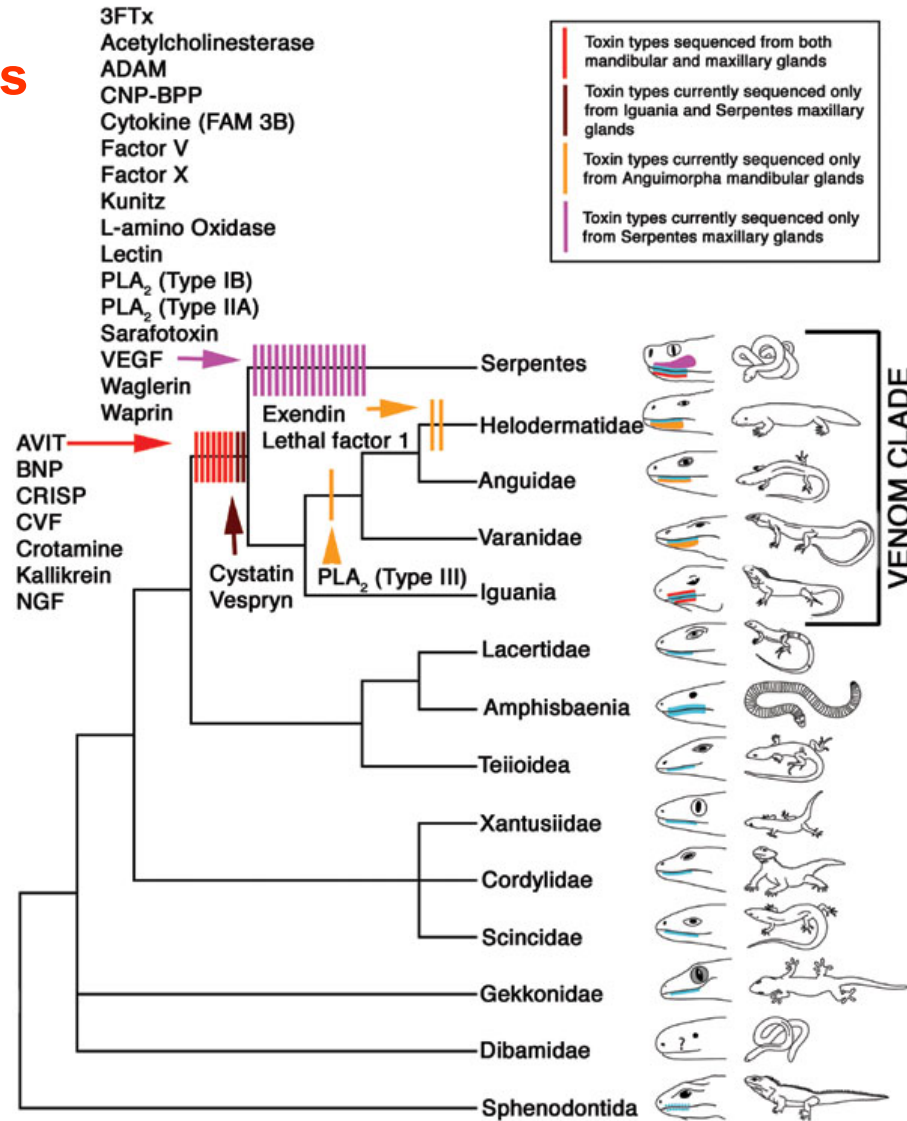 s
3FTx
Acetylcholinesterase
ADAM
CNP-BPP
Cytokine (FAM 3B)
Factor V
Factor X
Kunitz
L-amino Oxidase
Lectin
PLA₂ (Type IB)
PLA₂ (Type IIA)
Sarafotoxin
VEGF
Waglerin
Waprin
AVIT
BNP
CRISP
CVF
Crotamine
Kallikrein
NGF
Toxin types sequenced from both
mandibular and maxillary glands
Toxin types currently sequenced only
from Iguania and Serpentes maxillary
glands
Toxin types currently sequenced only
from Anguimorpha mandibular glands
Toxin types currently sequenced only
from Serpentes maxillary glands
Exendin
Lethal factor 1
Cystatin
Vespryn
PLA₂ (Type III)
Serpentes
Helodermatidae
Anguidae
Varanidae
Iguania
VENOM CLADE
Lacertidae
Amphisbaenia
Teiioidea
Xantusiidae
Cordylidae
Scincidae
Gekkonidae
Dibamidae
?
Sphenodontida